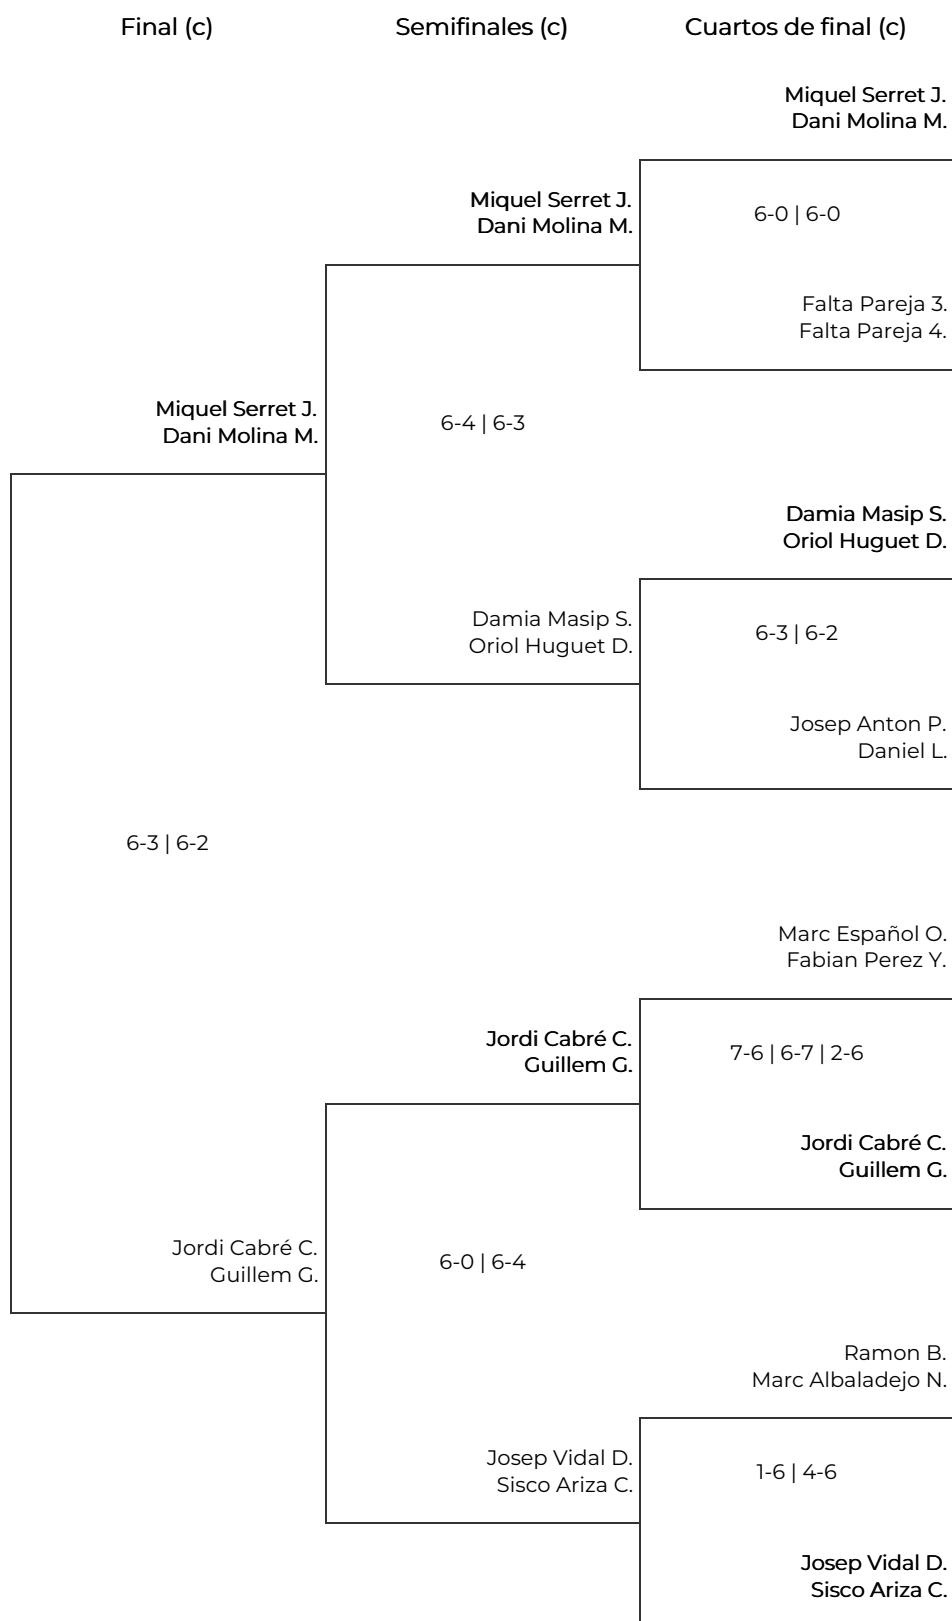 Final (c)
Semifinales (c)
Cuartos de final (c)
Miquel Serret J.
Dani Molina M.
Miquel Serret J.
Dani Molina M.
6-0 | 6-0
Falta Pareja 3.
Falta Pareja 4.
Miquel Serret J.
Dani Molina M.
6-4 | 6-3
Damia Masip S.
Oriol Huguet D.
Damia Masip S.
Oriol Huguet D.
6-3 | 6-2
Josep Anton P.
Daniel L.
6-3 | 6-2
Marc Español O.
Fabian Perez Y.
Jordi Cabré C.
Guillem G.
7-6 | 6-7 | 2-6
Jordi Cabré C.
Guillem G.
Jordi Cabré C.
Guillem G.
6-0 | 6-4
Ramon B.
Marc Albaladejo N.
Josep Vidal D.
Sisco Ariza C.
1-6 | 4-6
Josep Vidal D.
Sisco Ariza C.